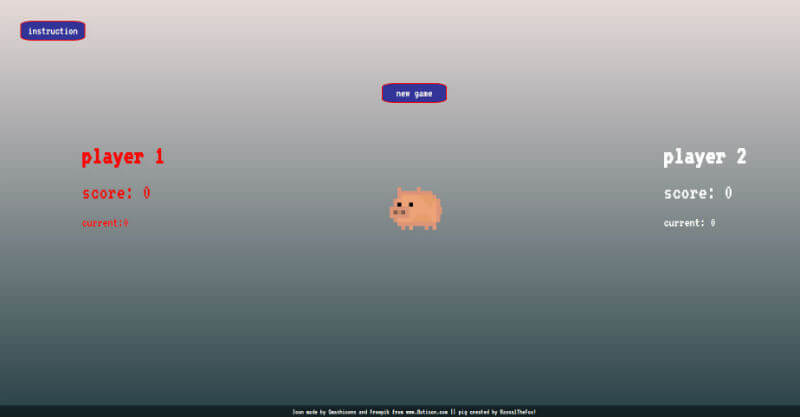 instruction
new game
player 1
player 2
score: 0
score: 0
current:0
current: 0
Icon made by Smashicons and Freepik from www.flaticon.com || pig created by